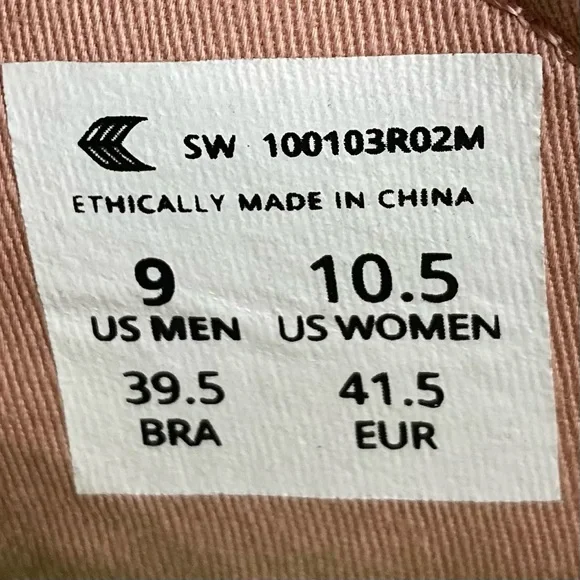 SW 100103R02M
ETHICALLY MADE IN CHINA
9 10.5
US MEN US WOMEN
39.5 41.5
BRA EUR